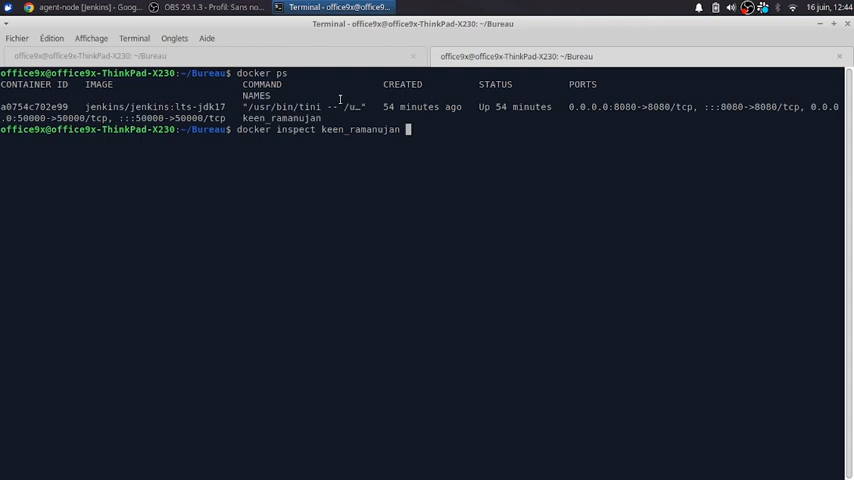 agent-node [Jenkins] - Goog...
OBS 29.1.3 - Profil: Sans no...
Terminal - office9x@office9...
16 juin, 12:44
Terminal - office9x@office9x-ThinkPad-X230: ~/Bureau
Fichier Édition Affichage Terminal Onglets Aide
office9x@office9x-ThinkPad-X230: ~/Bureau
office9x@office9x-ThinkPad-X230: ~/Bureau
office9x@office9x-ThinkPad-X230:~/Bureau$ docker ps
CONTAINER ID IMAGE COMMAND CREATED STATUS PORTS
NAMES
a0754c702e99 jenkins/jenkins:lts-jdk17 "/usr/bin/tini -- /u…" 54 minutes ago Up 54 minutes 0.0.0.0:8080->8080/tcp, :::8080->8080/tcp, 0.0.0
.0:50000->50000/tcp, :::50000->50000/tcp keen_ramanujan
office9x@office9x-ThinkPad-X230:~/Bureau$ docker inspect keen_ramanujan